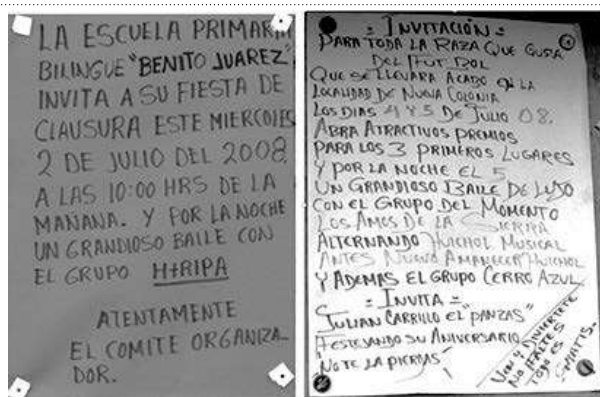 LA ESCUELA PRIMARIA
BILINGUE "BENITO JUAREZ"
INVITA A SU FIESTA DE
CLAUSURA ESTE MIERCOLES
2 DE JULIO DEL 2008.
A LAS 10:00 HRS DE LA
MAÑANA. Y POR LA NOCHE
UN GRANDIOSO BAILE CON
EL GRUPO H+RIPA
ATENTAMENTE
EL COMITE ORGANIZA-
DOR.
= INVITACIÓN =
PARA TODA LA RAZA QUE GUSTA
DEL FUT BOL
QUE SE LLEVARA ACABO EN LA
LOCALIDAD DE NUEVA COLONIA
LOS DIAS 4 Y 5 DE JULIO 08.
ABRA ATRACTIVOS PREMIOS
PARA LOS 3 PRIMEROS LUGARES
Y POR LA NOCHE EL 5
UN GRANDIOSO BAILE DE LUJO
CON EL GRUPO DEL MOMENTO
LOS AMOS DE LA SIERRA
ALTERNANDO HUICHOL MUSICAL
ANTES NUEVO AMANECER HUICHOL
Y ADEMAS EL GRUPO CERRO AZUL
= INVITA =
JULIAN CARRILLO EL "PANZAS"
FESTEJANDO SU ANIVERSARIO
NO TE LA PIERDAS
VEN Y DIVIERTETE
NO FALTES
TODO ES
GRATIS.